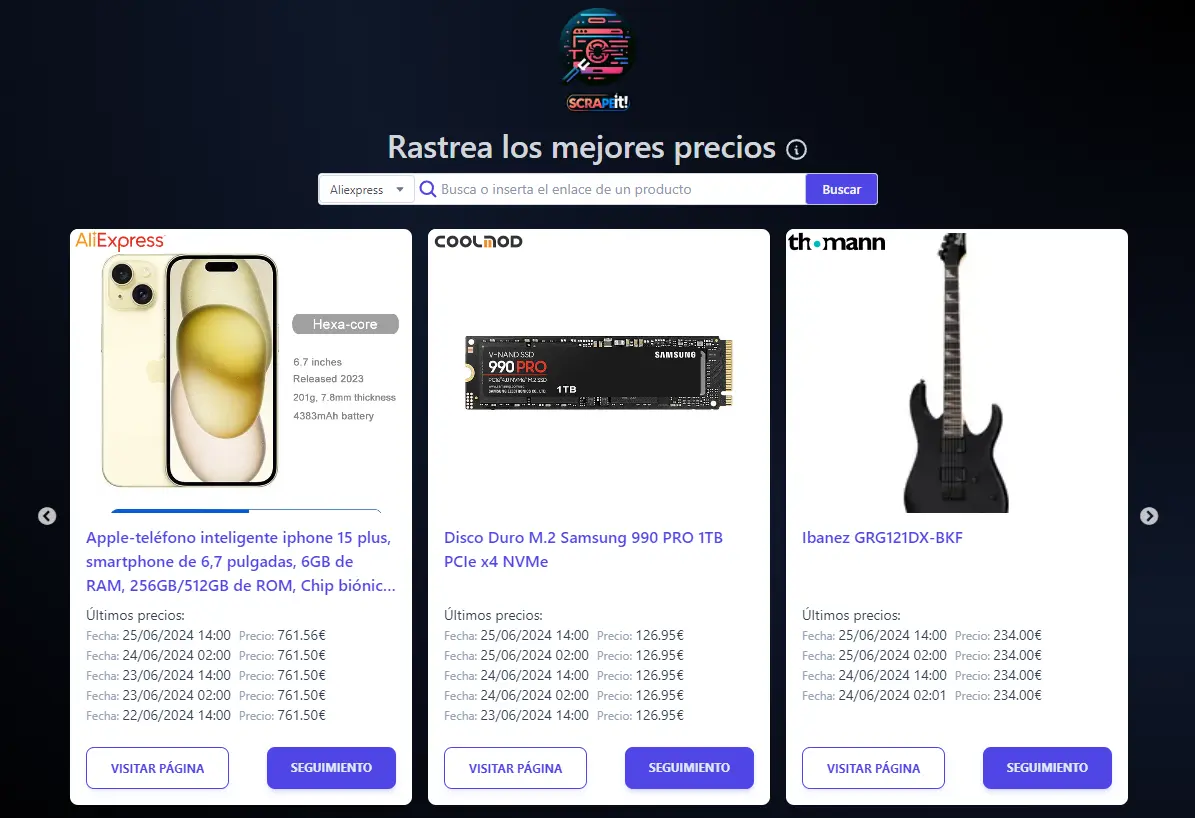 SCRAPEit!
Rastrea los mejores precios
Aliexpress
Busca o inserta el enlace de un producto
Buscar
AliExpress
Hexa-core
6.7 inches
Released 2023
201g, 7.8mm thickness
4383mAh battery
Apple-teléfono inteligente iphone 15 plus,
smartphone de 6,7 pulgadas, 6GB de
RAM, 256GB/512GB de ROM, Chip biónic...
Últimos precios:
Fecha: 25/06/2024 14:00 Precio: 761.56€
Fecha: 24/06/2024 02:00 Precio: 761.50€
Fecha: 23/06/2024 14:00 Precio: 761.50€
Fecha: 23/06/2024 02:00 Precio: 761.50€
Fecha: 22/06/2024 14:00 Precio: 761.50€
VISITAR PÁGINA
SEGUIMIENTO
COOLMOD
V-NAND SSD
990 PRO
PCIe 4.0 NVMe M.2 SSD
SAMSUNG
1TB
Disco Duro M.2 Samsung 990 PRO 1TB
PCIe x4 NVMe
Últimos precios:
Fecha: 25/06/2024 14:00 Precio: 126.95€
Fecha: 25/06/2024 02:00 Precio: 126.95€
Fecha: 24/06/2024 14:00 Precio: 126.95€
Fecha: 24/06/2024 02:00 Precio: 126.95€
Fecha: 23/06/2024 14:00 Precio: 126.95€
VISITAR PÁGINA
SEGUIMIENTO
thomann
Ibanez GRG121DX-BKF
Últimos precios:
Fecha: 25/06/2024 14:00 Precio: 234.00€
Fecha: 25/06/2024 02:00 Precio: 234.00€
Fecha: 24/06/2024 14:00 Precio: 234.00€
Fecha: 24/06/2024 02:01 Precio: 234.00€
VISITAR PÁGINA
SEGUIMIENTO